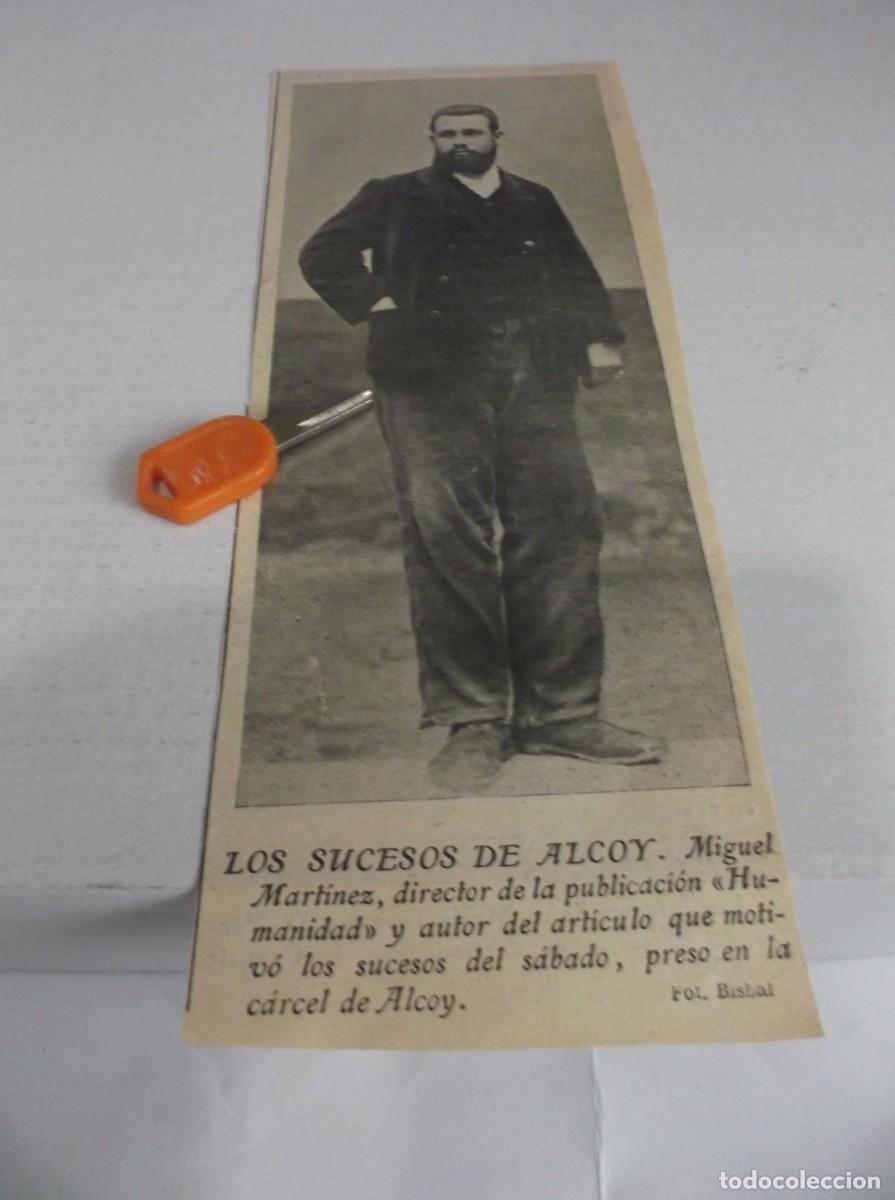 LOS SUCESOS DE ALCOY. Miguel
Martínez, director de la publicación «Hu-
manidad» y autor del artículo que moti-
vó los sucesos del sábado, preso en la
cárcel de Alcoy.
Fot. Bisbal
todocoleccion